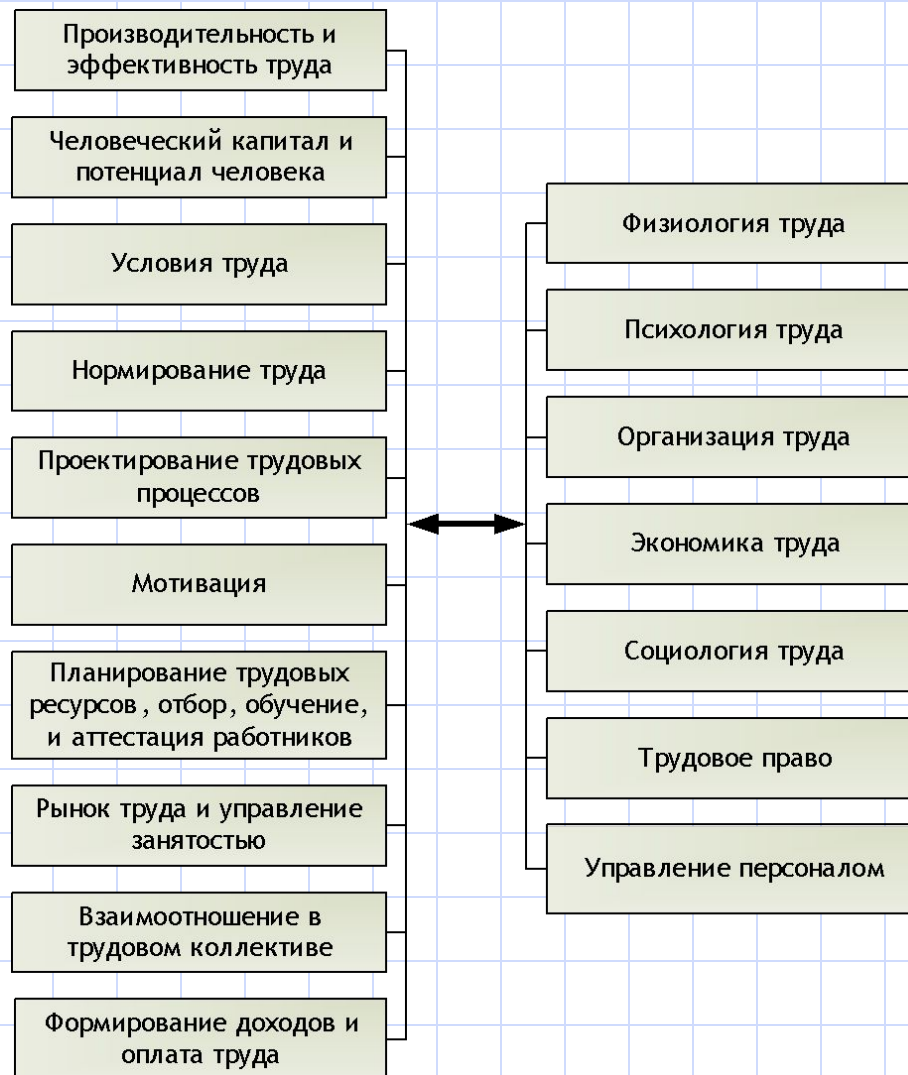 Производительность и
эффективность труда
Человеческий капитал и
потенциал человека
Условия труда
Нормирование труда
Проектирование трудовых
процессов
Мотивация
Планирование трудовых
ресурсов, отбор, обучение,
и аттестация работников
Рынок труда и управление
занятостью
Взаимоотношение в
трудовом коллективе
Формирование доходов и
оплата труда
Физиология труда
Психология труда
Организация труда
Экономика труда
Социология труда
Трудовое право
Управление персоналом